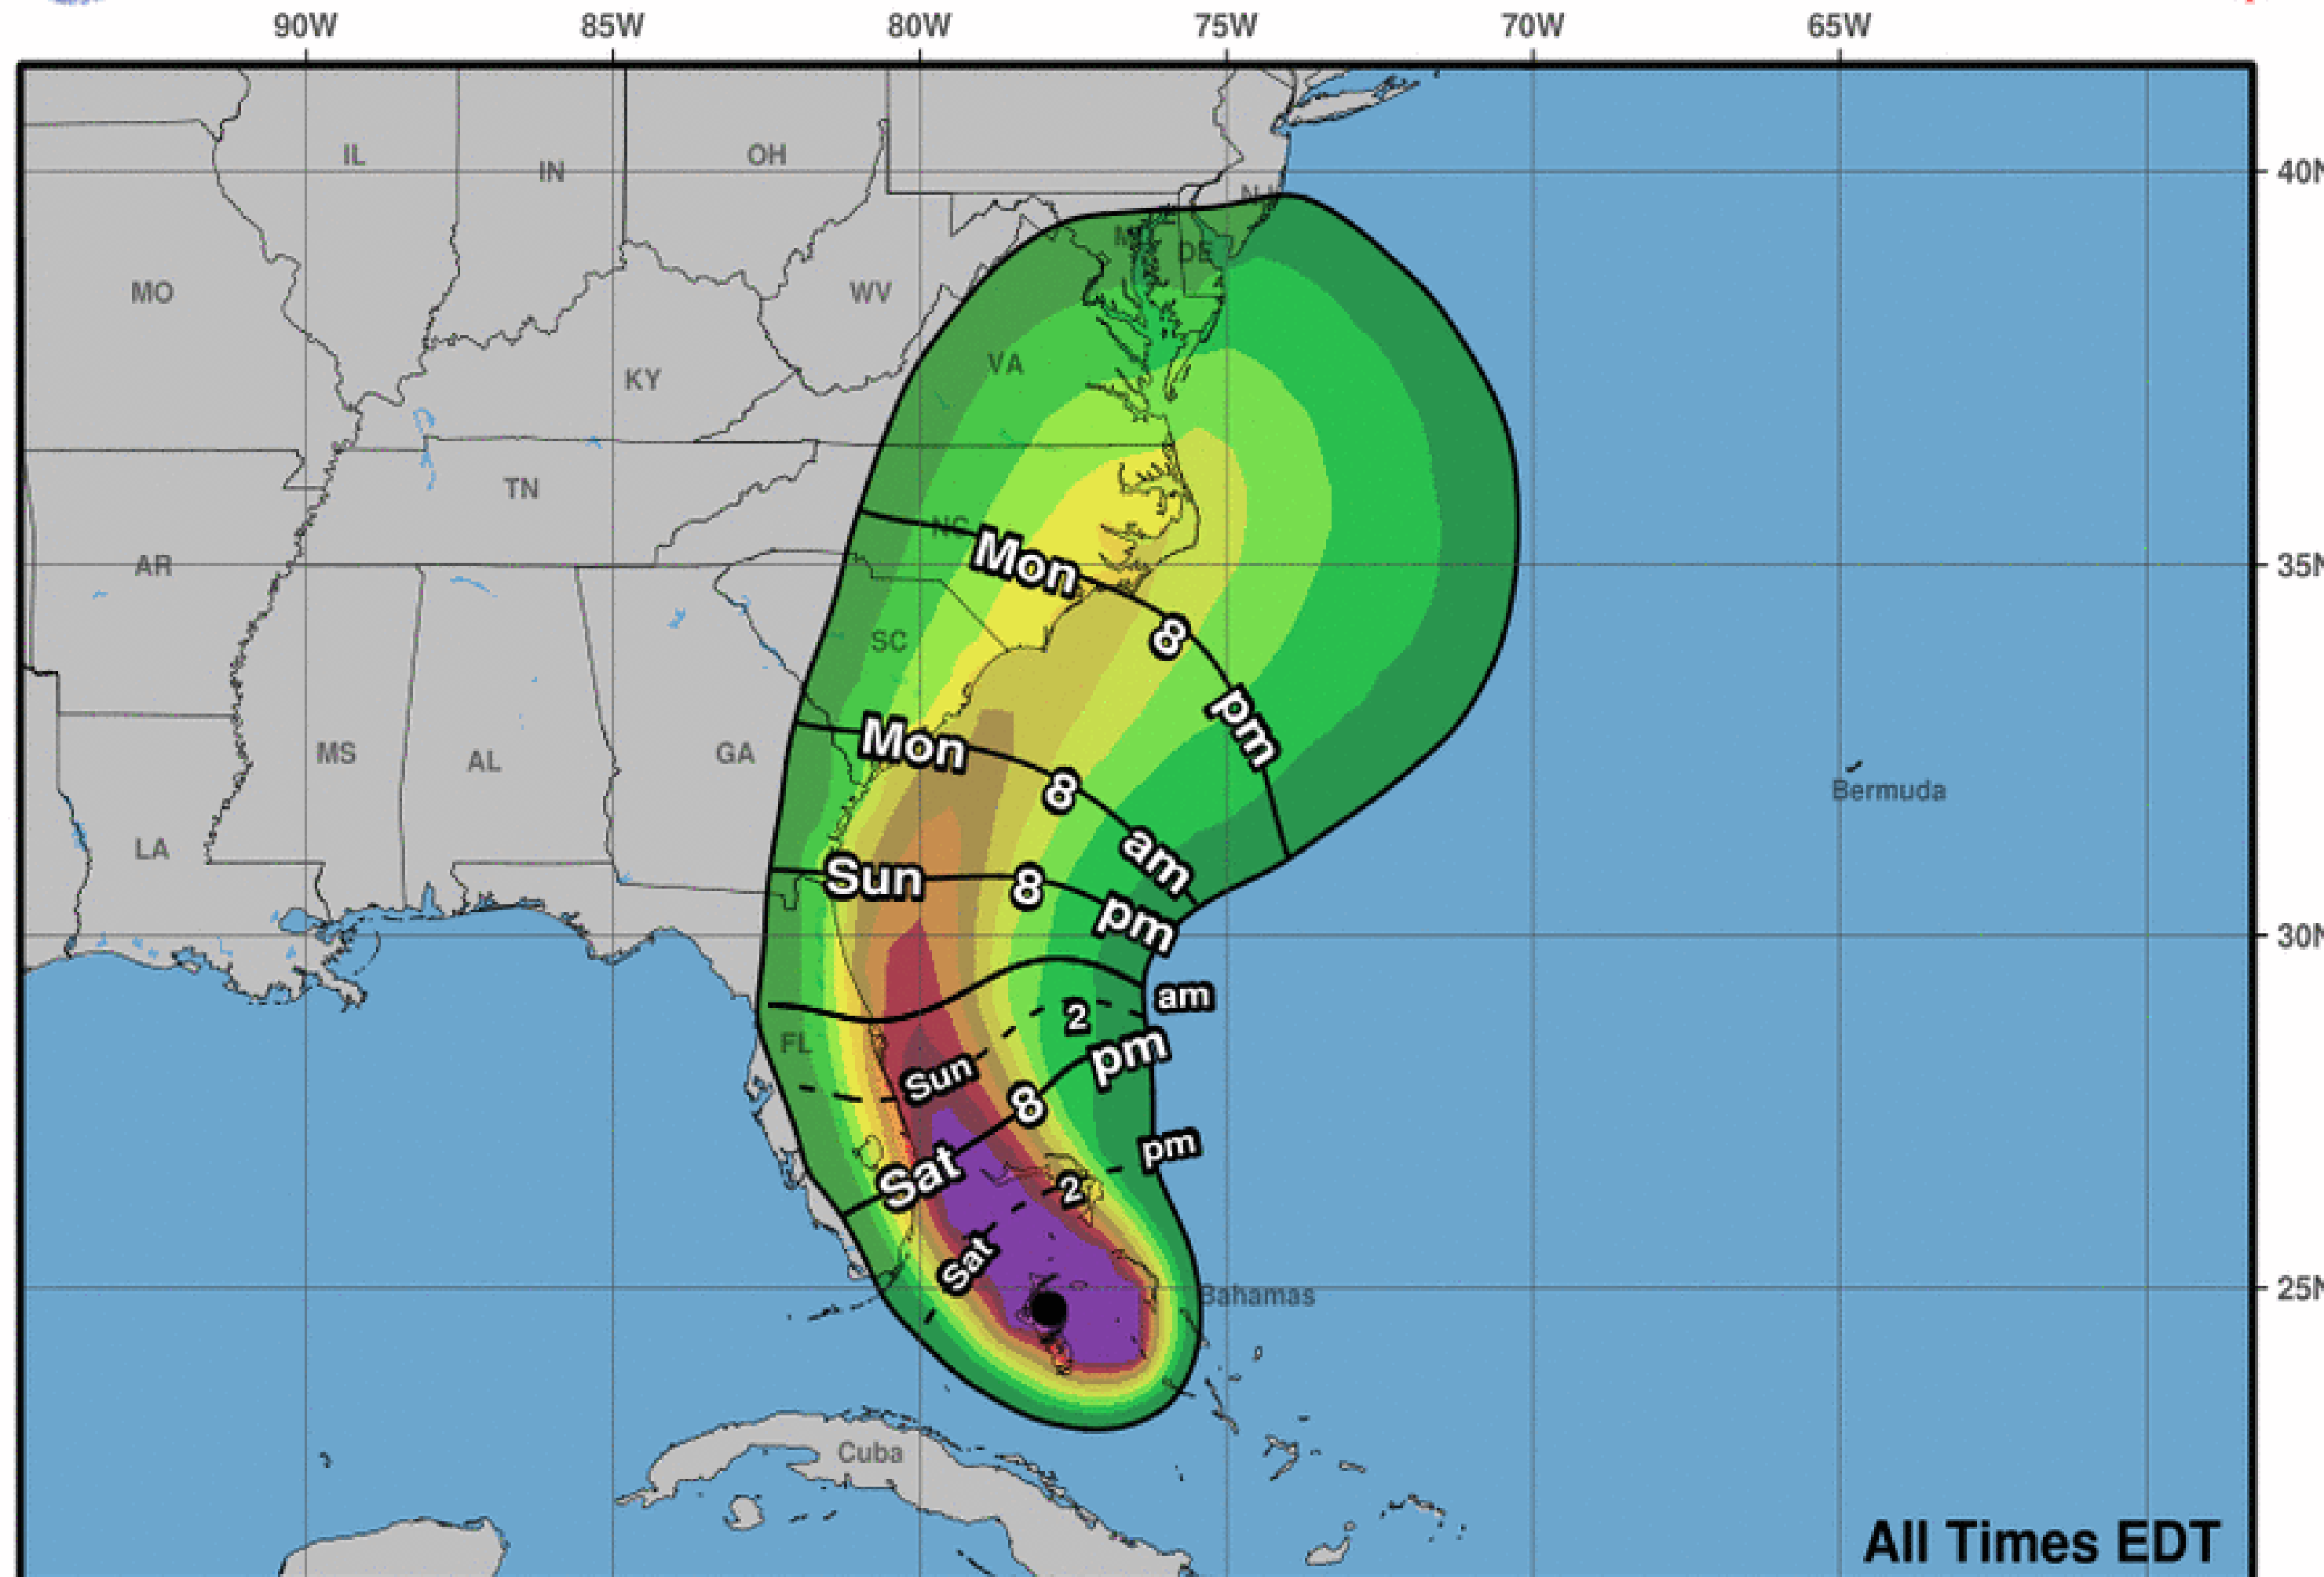 90W 85W 80W 75W 70W 65W
40N
IL IN OH NJ
MO WV DE
KY VA
TN NC
35N
AR Mon
SC 8
pm
MS AL GA Mon
8
am
Bermuda
LA Sun 8 pm
30N
am
2
FL Sun
8 pm
pm
Sat 2
Sat
Bahamas
25N
Cuba
All Times EDT